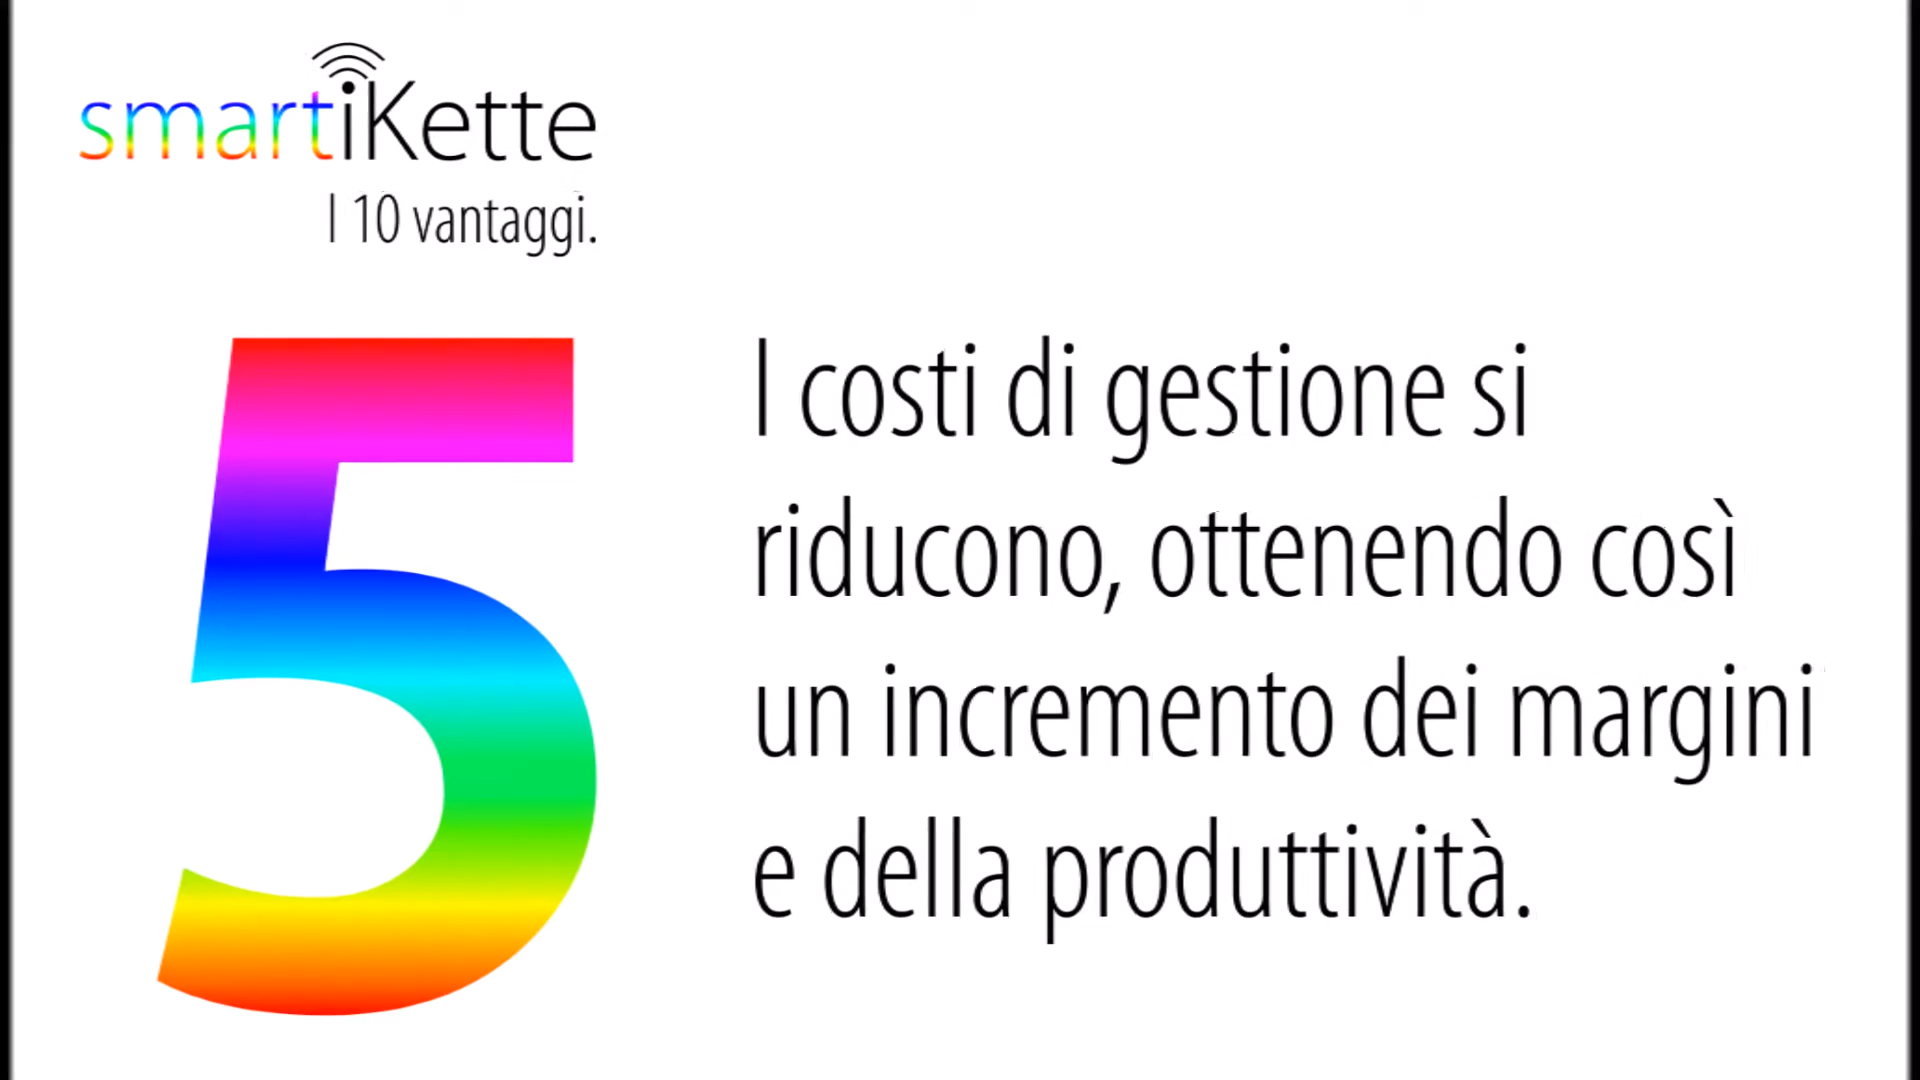 smartiKette
I 10 vantaggi.
5
I costi di gestione si
riducono, ottenendo così
un incremento dei margini
e della produttività.